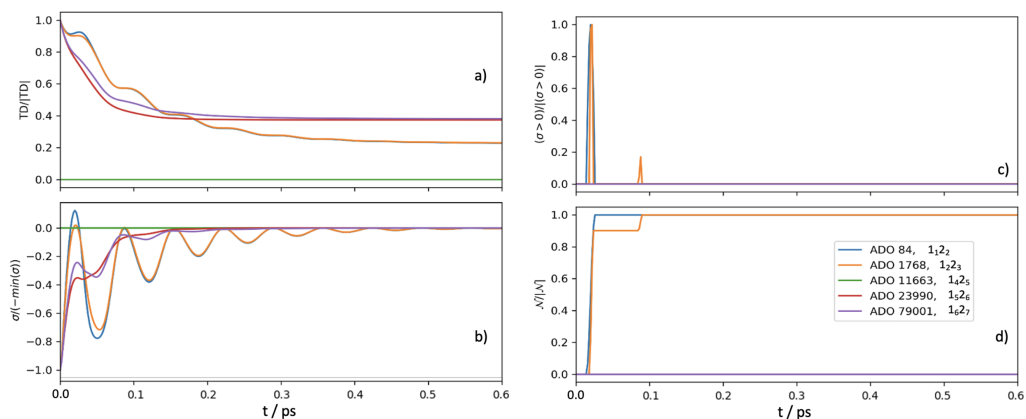 1.0
0.8
0.6
0.4
0.2
0.0
TD/|TD|
a)
0.0
−0.2
−0.4
−0.6
−0.8
−1.0
σ/(−min(σ))
b)
0.0 0.1 0.2 0.3 0.4 0.5 0.6
t / ps
1.0
0.8
0.6
0.4
0.2
0.0
(σ > 0)/|(σ > 0)|
c)
1.0
0.8
0.6
0.4
0.2
0.0
𝒩/|𝒩|
ADO 84, 1₁2₂
ADO 1768, 1₂2₃
ADO 11663, 1₄2₅
ADO 23990, 1₅2₆
ADO 79001, 1₆2₇
d)
0.0 0.1 0.2 0.3 0.4 0.5 0.6
t / ps